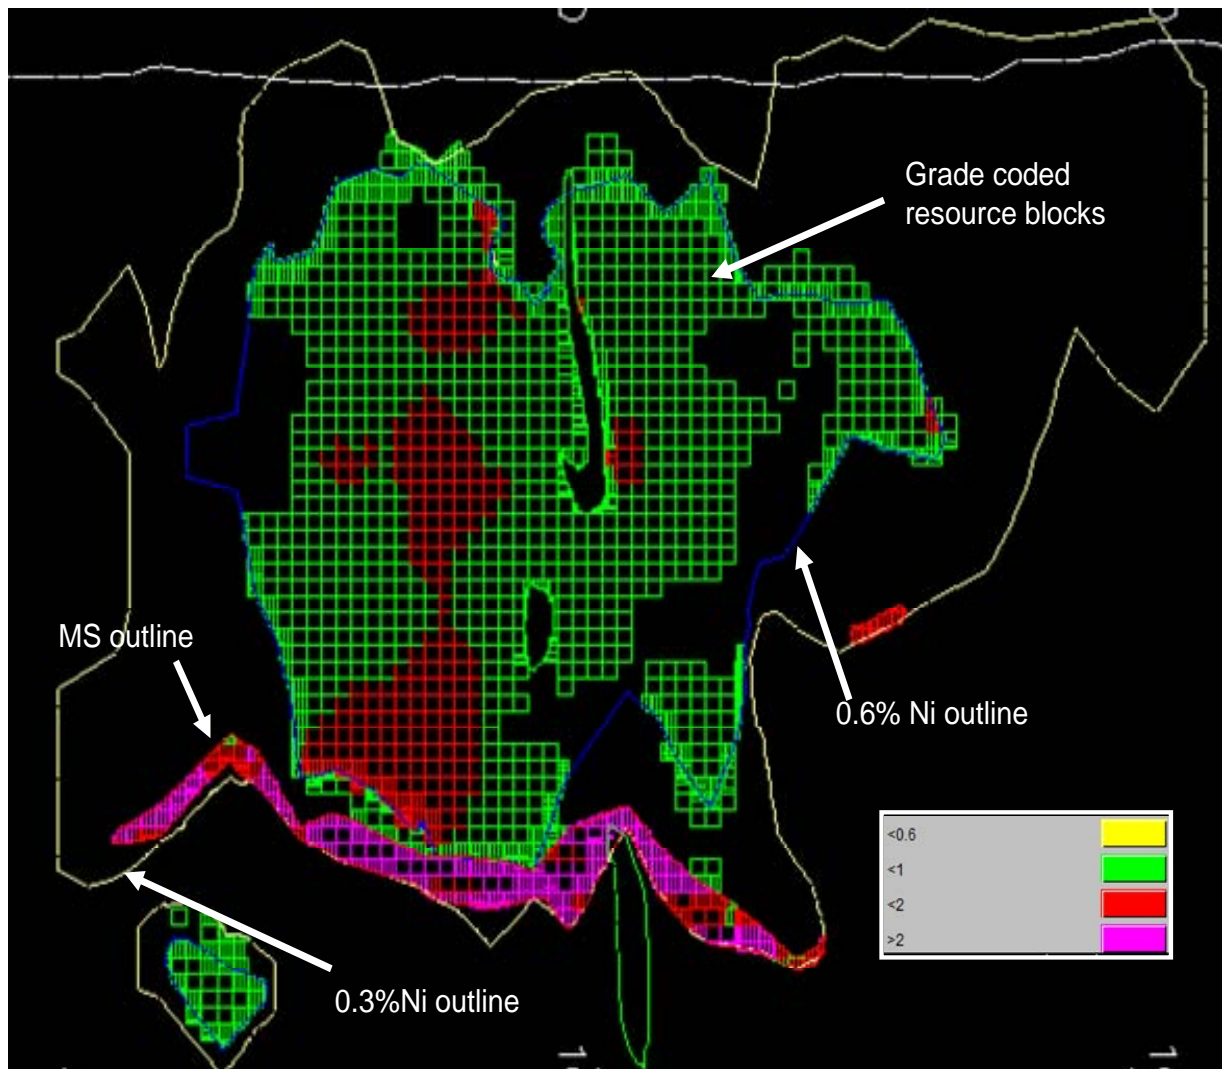 Grade coded
resource blocks
MS outline
0.6% Ni outline
<0.6
<1
<2
>2
0.3%Ni outline